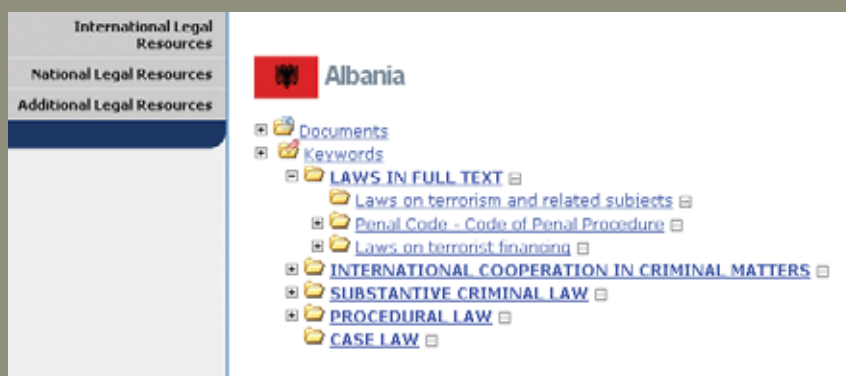 International Legal
Resources
National Legal Resources
Additional Legal Resources
Albania
Documents
Keywords
LAWS IN FULL TEXT
Laws on terrorism and related subjects
Penal Code - Code of Penal Procedure
Laws on terrorist financing
INTERNATIONAL COOPERATION IN CRIMINAL MATTERS
SUBSTANTIVE CRIMINAL LAW
PROCEDURAL LAW
CASE LAW